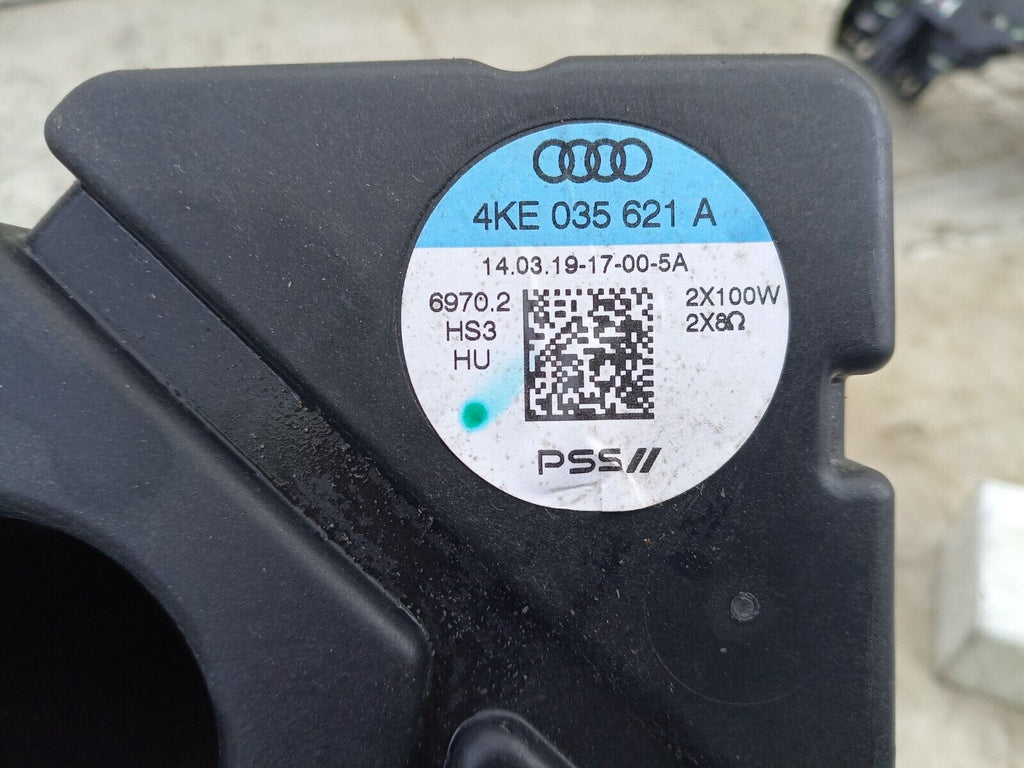 4KE 035 621 A
14.03.19-17-00-5A
6970.2
HS3
HU
2X100W
2X8Ω
PSS//